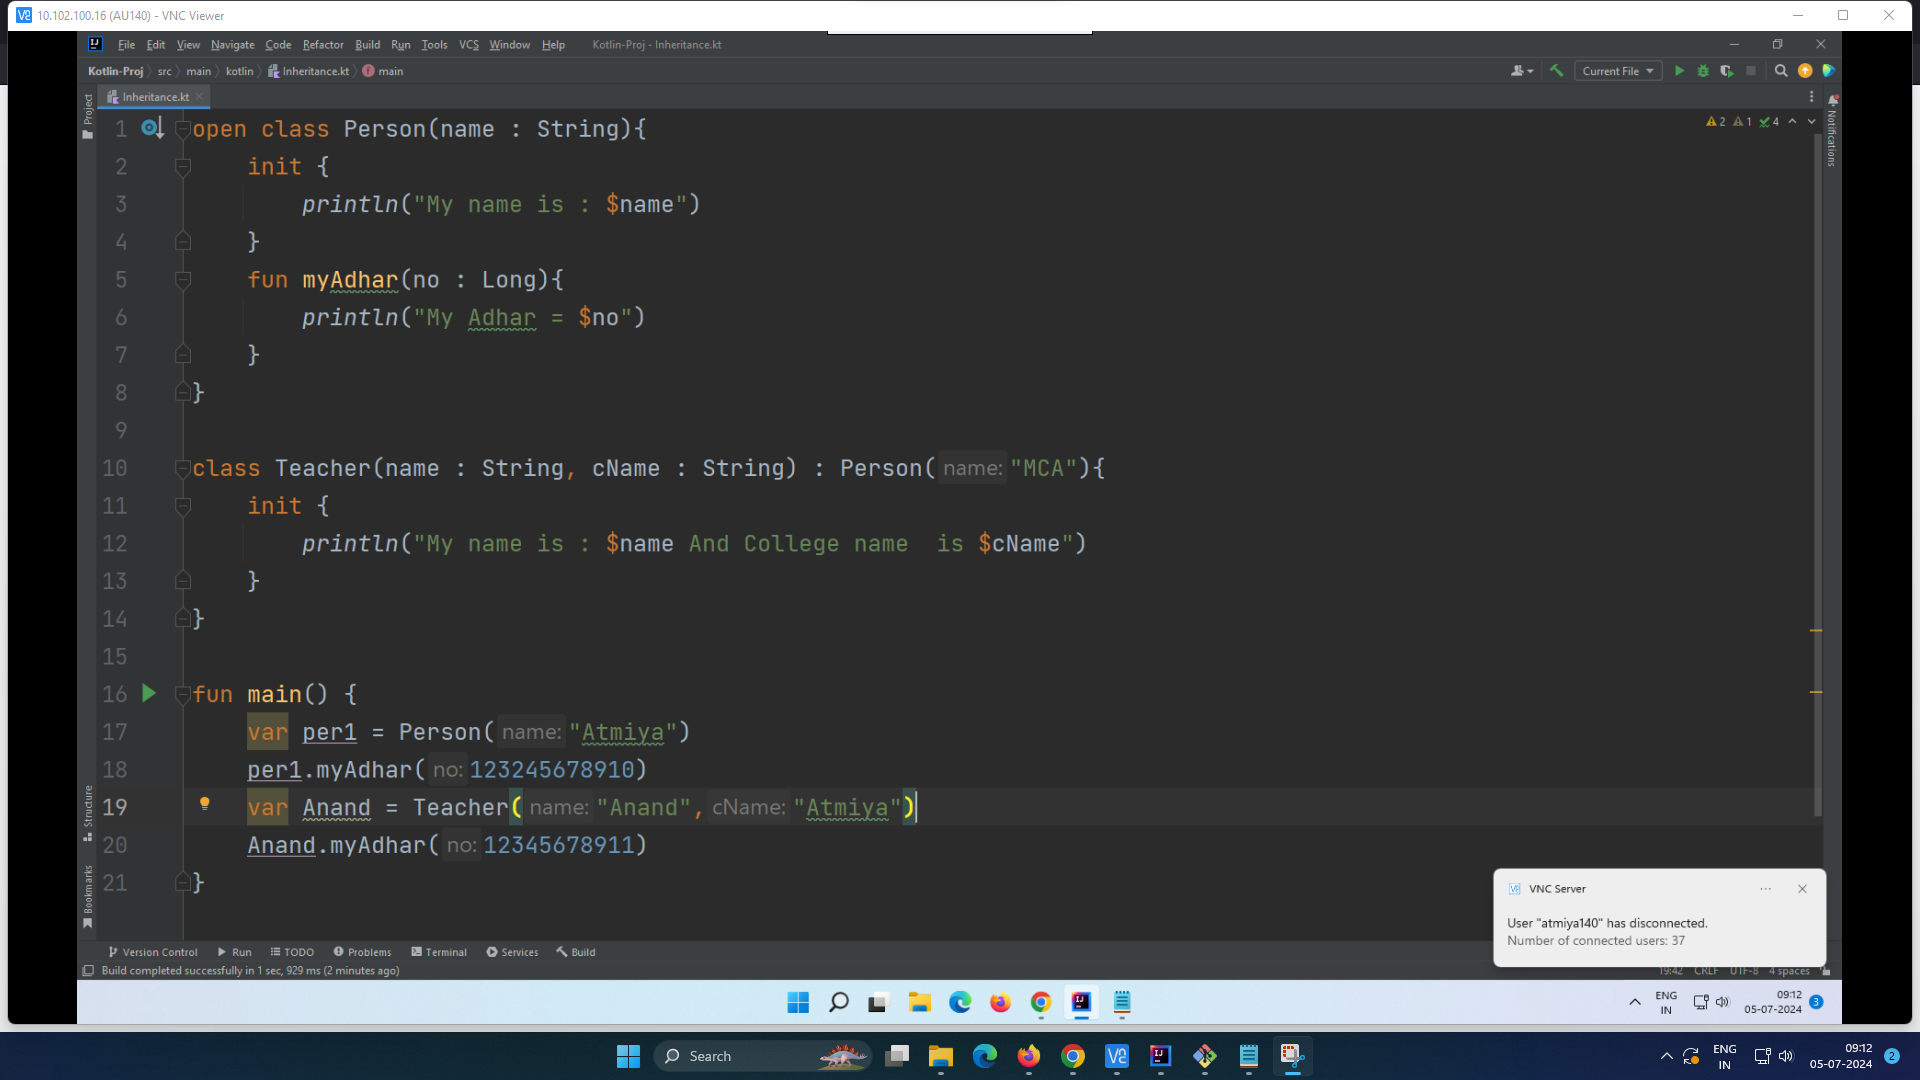 10.102.100.16 (AU140) - VNC Viewer
File Edit View Navigate Code Refactor Build Run Tools VCS Window Help Kotlin-Proj - Inheritance.kt
Kotlin-Proj src main kotlin Inheritance.kt main Current File
Project Inheritance.kt
Notifications
2 1 4
1 open class Person(name : String){
2 init {
3 println("My name is : $name")
4 }
5 fun myAdhar(no : Long){
6 println("My Adhar = $no")
7 }
8 }
9
10 class Teacher(name : String, cName : String) : Person( name: "MCA"){
11 init {
12 println("My name is : $name And College name  is $cName")
13 }
14 }
15
16 fun main() {
17 var per1 = Person( name: "Atmiya")
18 per1.myAdhar( no: 123245678910)
19 var Anand = Teacher( name: "Anand", cName: "Atmiya")
20 Anand.myAdhar( no: 12345678911)
21 }
Structure
Bookmarks
VNC Server
User "atmiya140" has disconnected.
Number of connected users: 37
Version Control Run TODO Problems Terminal Services Build
Build completed successfully in 1 sec, 929 ms (2 minutes ago) 19:42 CRLF UTF-8 4 spaces
ENG
IN
09:12
05-07-2024
3
Search
ENG
IN
09:12
05-07-2024
2